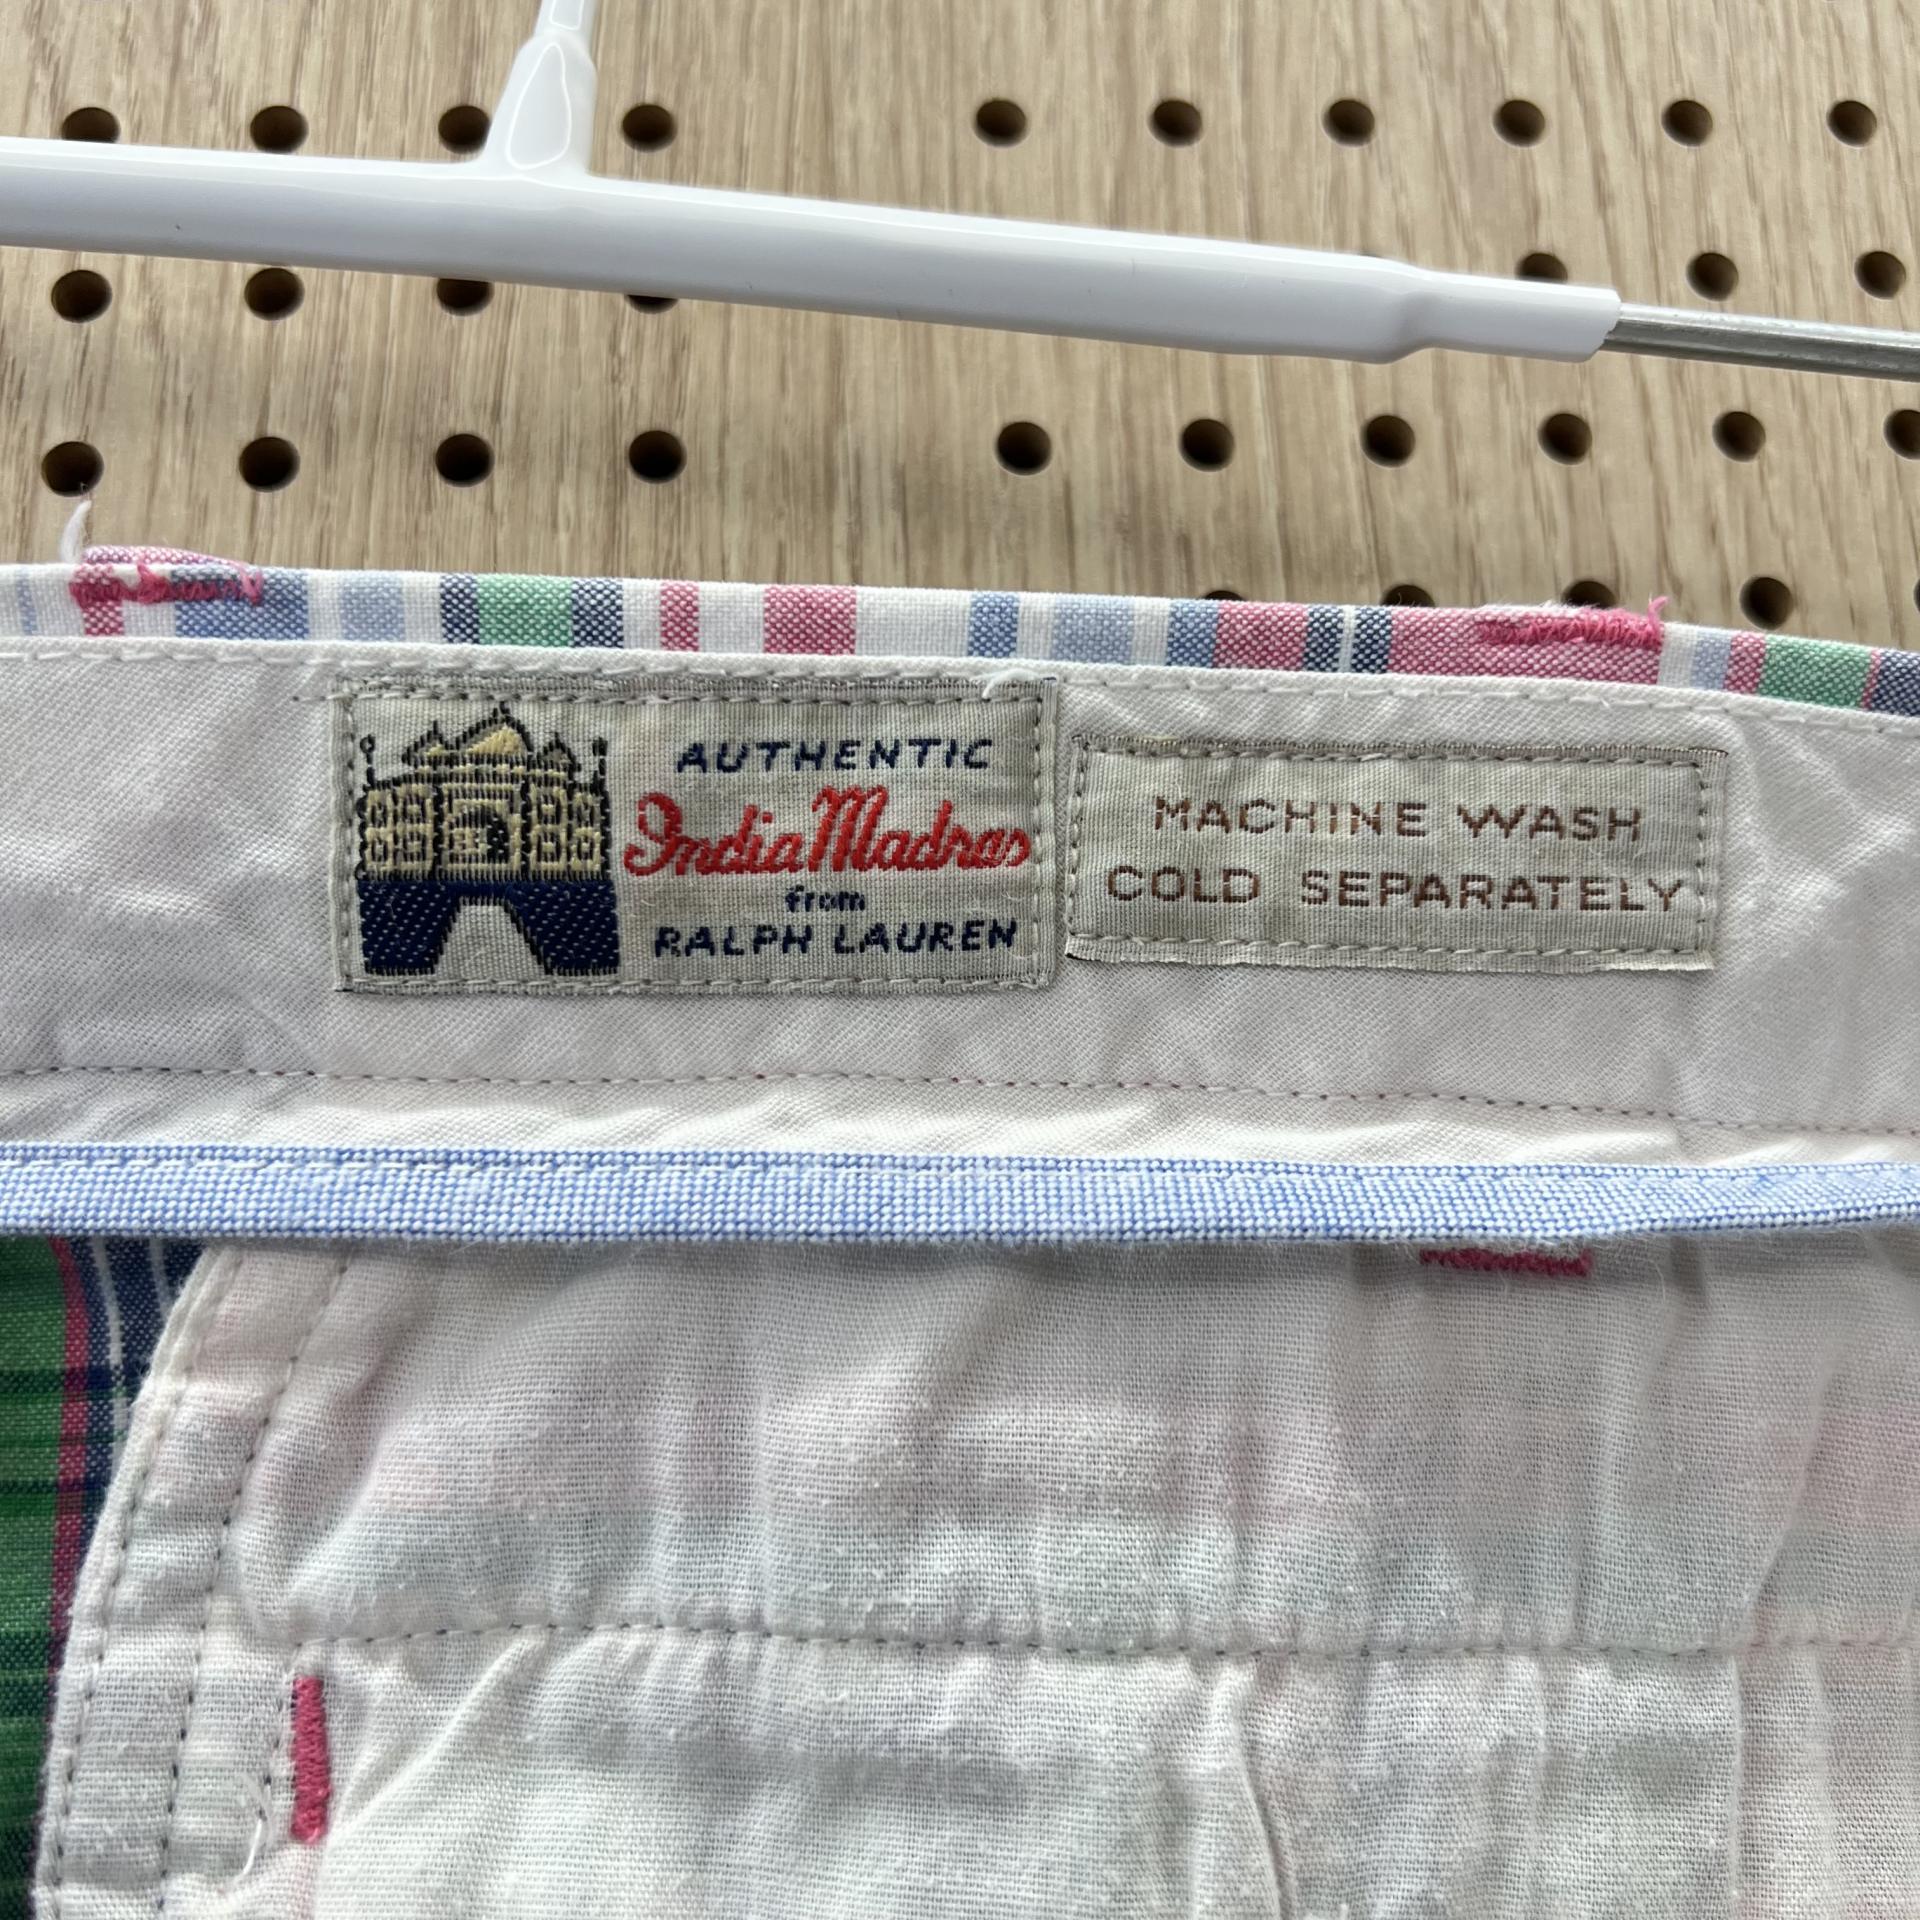 AUTHENTIC
India Madras
from
RALPH LAUREN
MACHINE WASH
COLD SEPARATELY